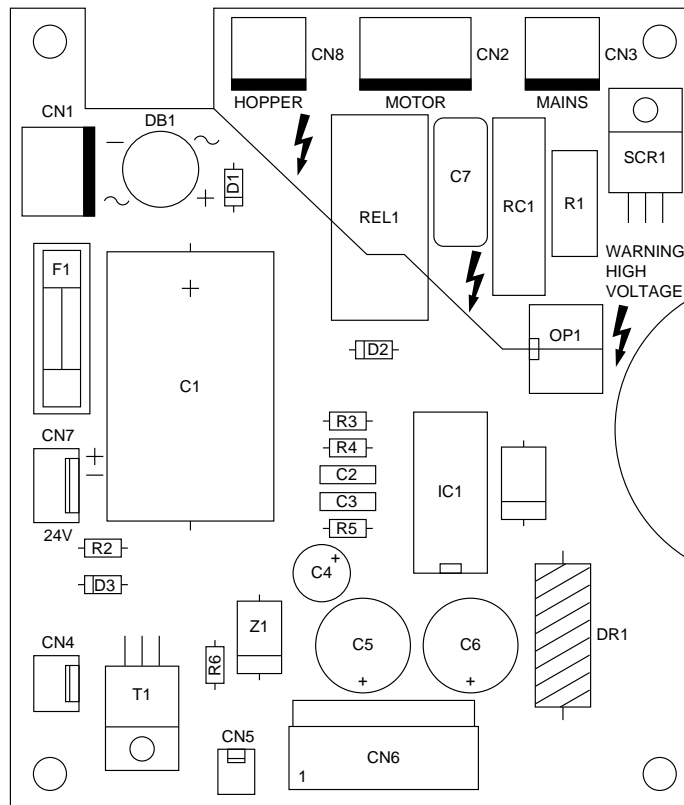 CN8
CN2
CN3
HOPPER
MOTOR
MAINS
CN1
DB1
D1
REL1
C7
RC1
R1
SCR1
WARNING
HIGH
VOLTAGE
F1
+
C1
D2
OP1
CN7
+
−
24V
R3
R4
C2
C3
R5
IC1
R2
D3
C4
+
Z1
C5
+
C6
+
DR1
CN4
T1
R6
CN5
CN6
1